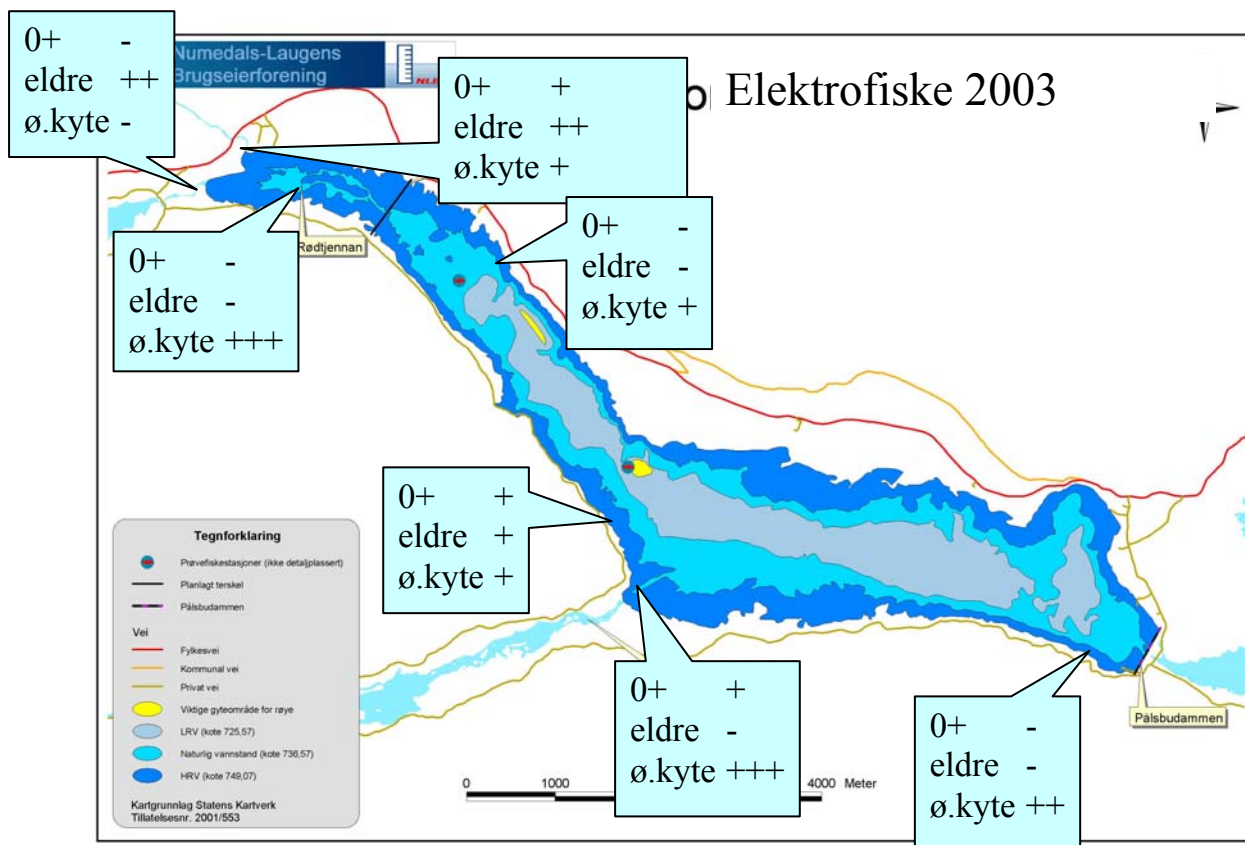 0+ -
eldre ++
ø.kyte -
Numedals-Laugens
Brugseierforening
0+ +
eldre ++
ø.kyte +
Elektrofiske 2003
0+ -
eldre -
ø.kyte +++
Rødtjennan
0+ -
eldre -
ø.kyte +
0+ +
eldre +
ø.kyte +
0+ +
eldre -
ø.kyte +++
0+ -
eldre -
ø.kyte ++
Pålsbudammen
Tegnforklaring
Prøvefiskestasjoner (ikke detaljplassert)
Planlagt terskel
Pålsbudammen
Vei
Fylkesvei
Kommunal vei
Privat vei
Viktige gyteområde for røye
LRV (kote 725,57)
Naturlig vannstand (kote 736,57)
HRV (kote 749,07)
Kartgrunnlag Statens Kartverk
Tillatelsesnr. 2001/553
0 1000 4000 Meter